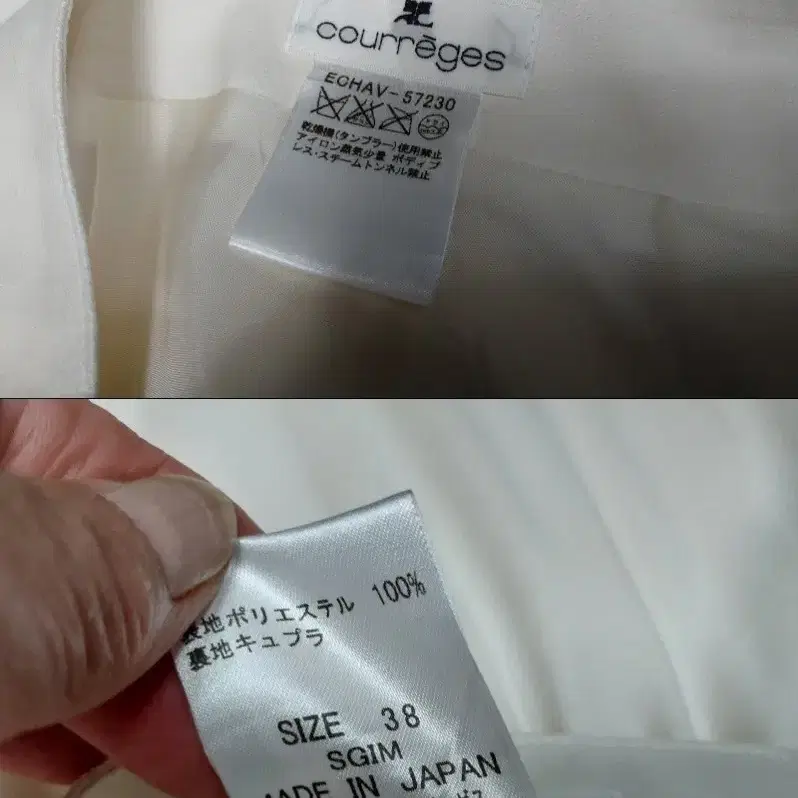 courrēges
ECHAV-57230
乾燥機(タンブラー)使用禁止
アイロン蒸気少量 ボディプ
レス・スチームトンネル禁止
表地ポリエステル 100%
裏地キュプラ
SIZE 38
SGIM
MADE IN JAPAN